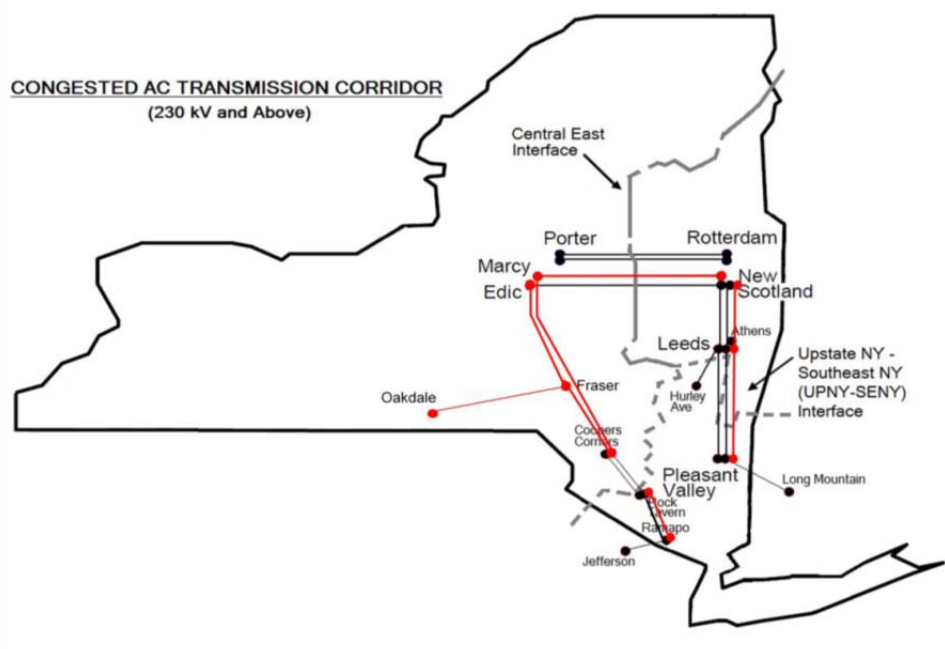 CONGESTED AC TRANSMISSION CORRIDOR
(230 kV and Above)
Central East
Interface
Porter
Rotterdam
Marcy
New
Edic
Scotland
Athens
Leeds
Upstate NY -
Southeast NY
(UPNY-SENY)
Interface
Fraser
Oakdale
Hurley
Ave
Coopers
Corners
Pleasant
Valley
Long Mountain
Rock
Tavern
Ramapo
Jefferson